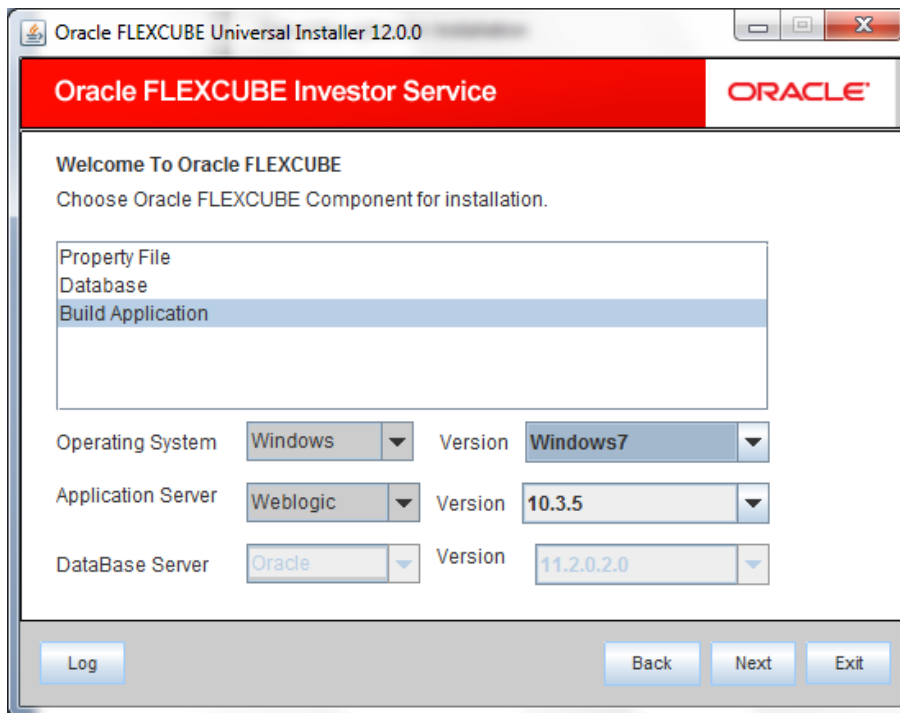 Oracle FLEXCUBE Universal Installer 12.0.0
Oracle FLEXCUBE Investor Service
ORACLE
Welcome To Oracle FLEXCUBE
Choose Oracle FLEXCUBE Component for installation.
Property File
Database
Build Application
Operating System Windows Version Windows7
Application Server Weblogic Version 10.3.5
DataBase Server Oracle Version 11.2.0.2.0
Log Back Next Exit